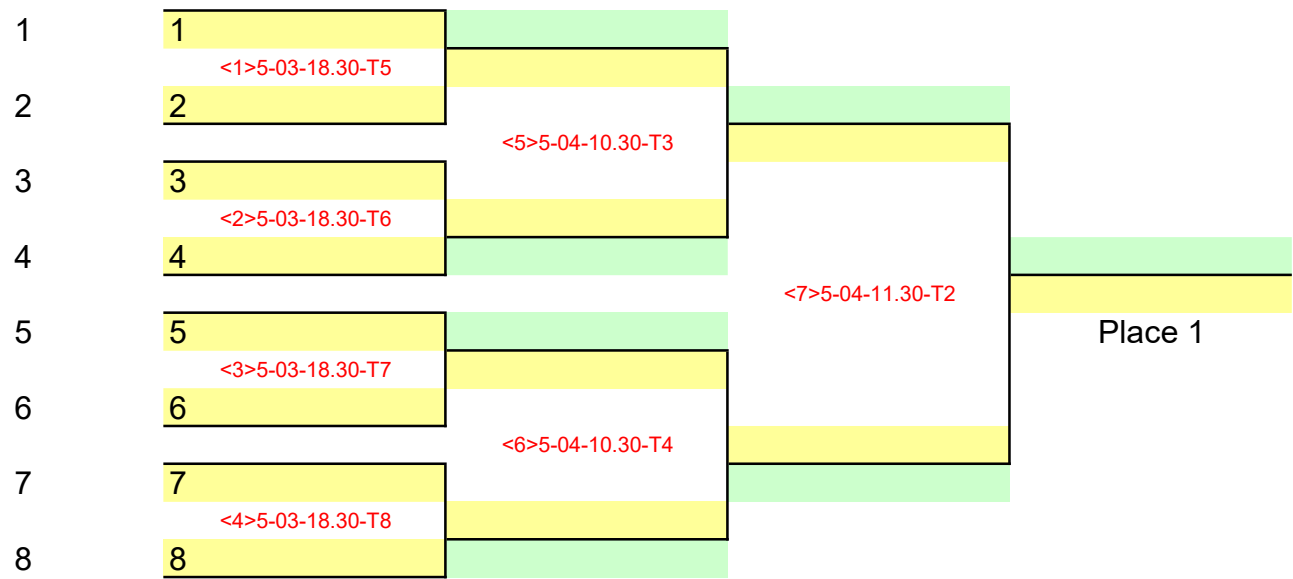 1 1
<1>5-03-18.30-T5
2 2
<5>5-04-10.30-T3
3 3
<2>5-03-18.30-T6
4 4
<7>5-04-11.30-T2
5 5 Place 1
<3>5-03-18.30-T7
6 6
<6>5-04-10.30-T4
7 7
<4>5-03-18.30-T8
8 8